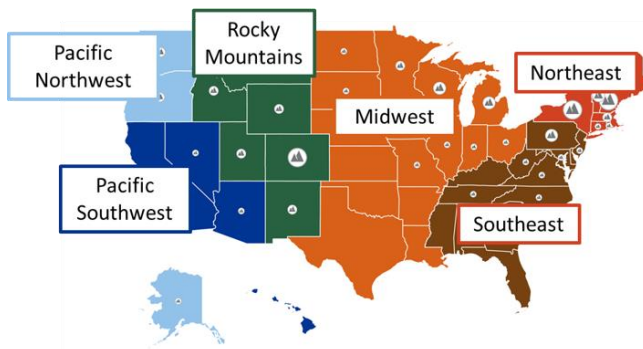 Pacific
Northwest
Rocky
Mountains
Northeast
Midwest
Pacific
Southwest
Southeast